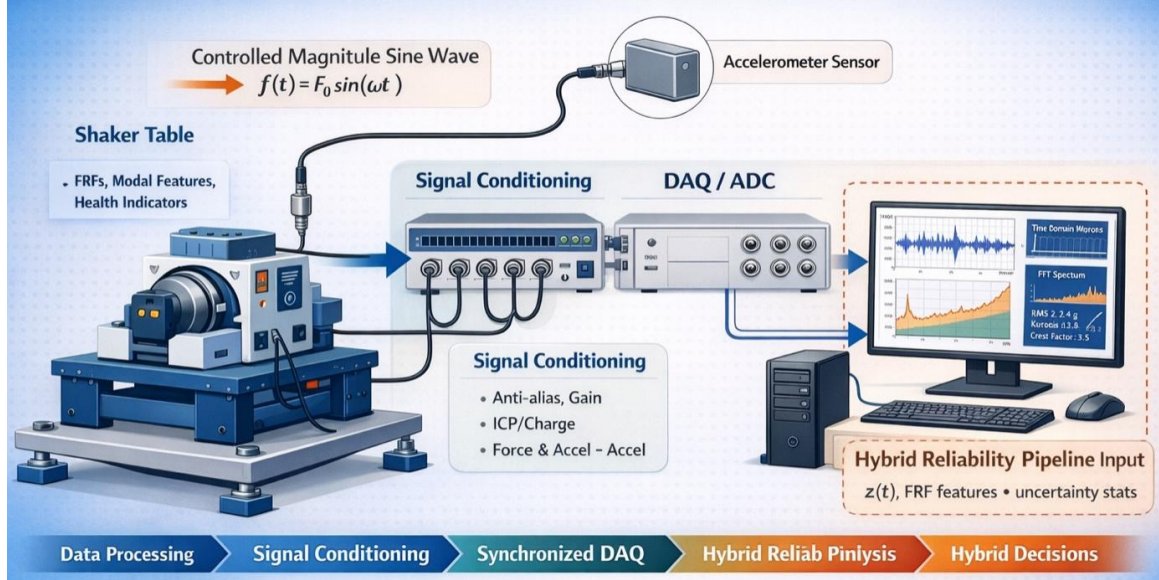 Controlled Magnitule Sine Wave
f(t) = F₀ sin(ωt )
Accelerometer Sensor
Shaker Table
• FRFs, Modal Features,
Health Indicators
Signal Conditioning
DAQ / ADC
Time Domain
FFT Spectrum
RMS 2. 2.4 g
Crest Factor : 3.5
Signal Conditioning
• Anti-alias, Gain
• ICP/Charge
• Force & Accel – Accel
Hybrid Reliability Pipeline Input
z(t), FRF features • uncertainty stats
Data Processing
Signal Conditioning
Synchronized DAQ
Hybrid Reliab Pinlysis
Hybrid Decisions